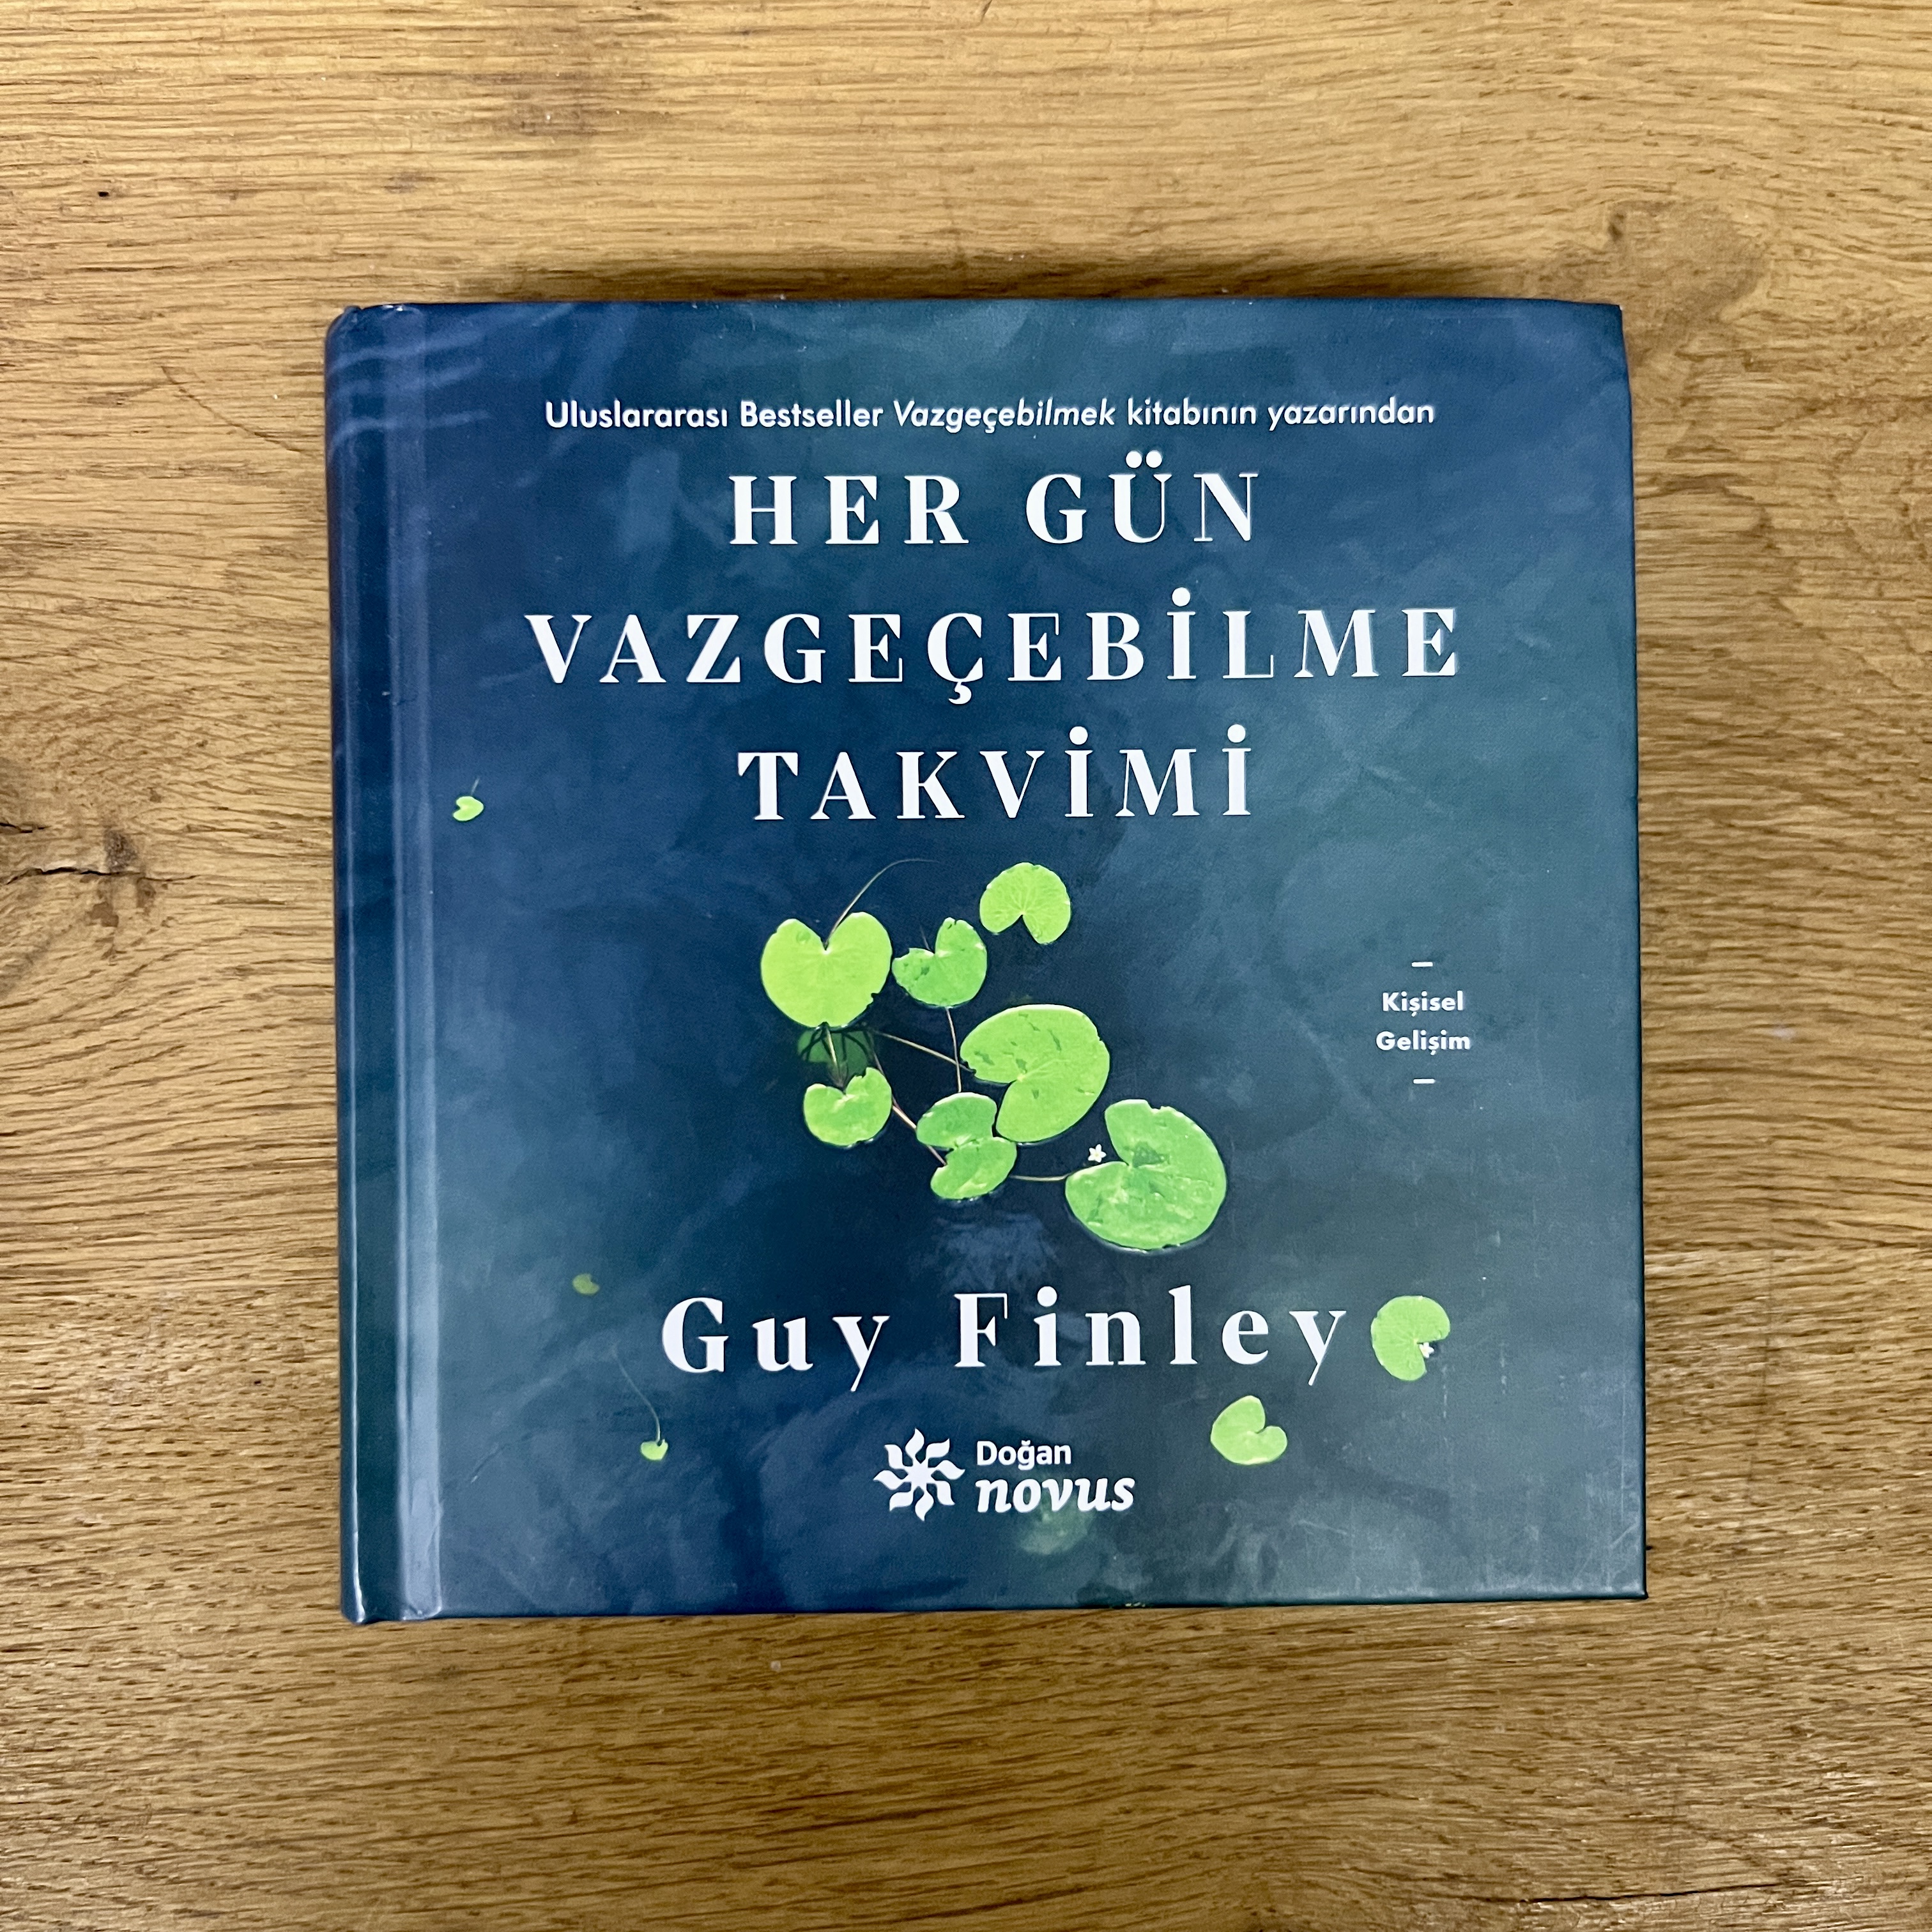 Uluslararası Bestseller Vazgeçebilmek kitabının yazarından
HER GÜN
VAZGEÇEBİLME
TAKVİMİ
Kişisel
Gelişim
Guy Finley
Doğan
novus